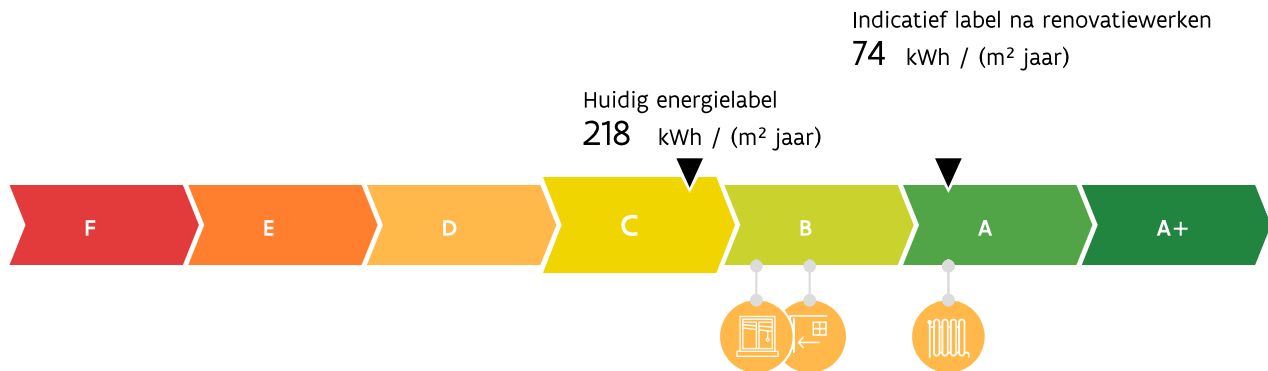 Indicatief label na renovatiewerken
74 kWh / (m² jaar)
Huidig energielabel
218 kWh / (m² jaar)
F E D C B A A+